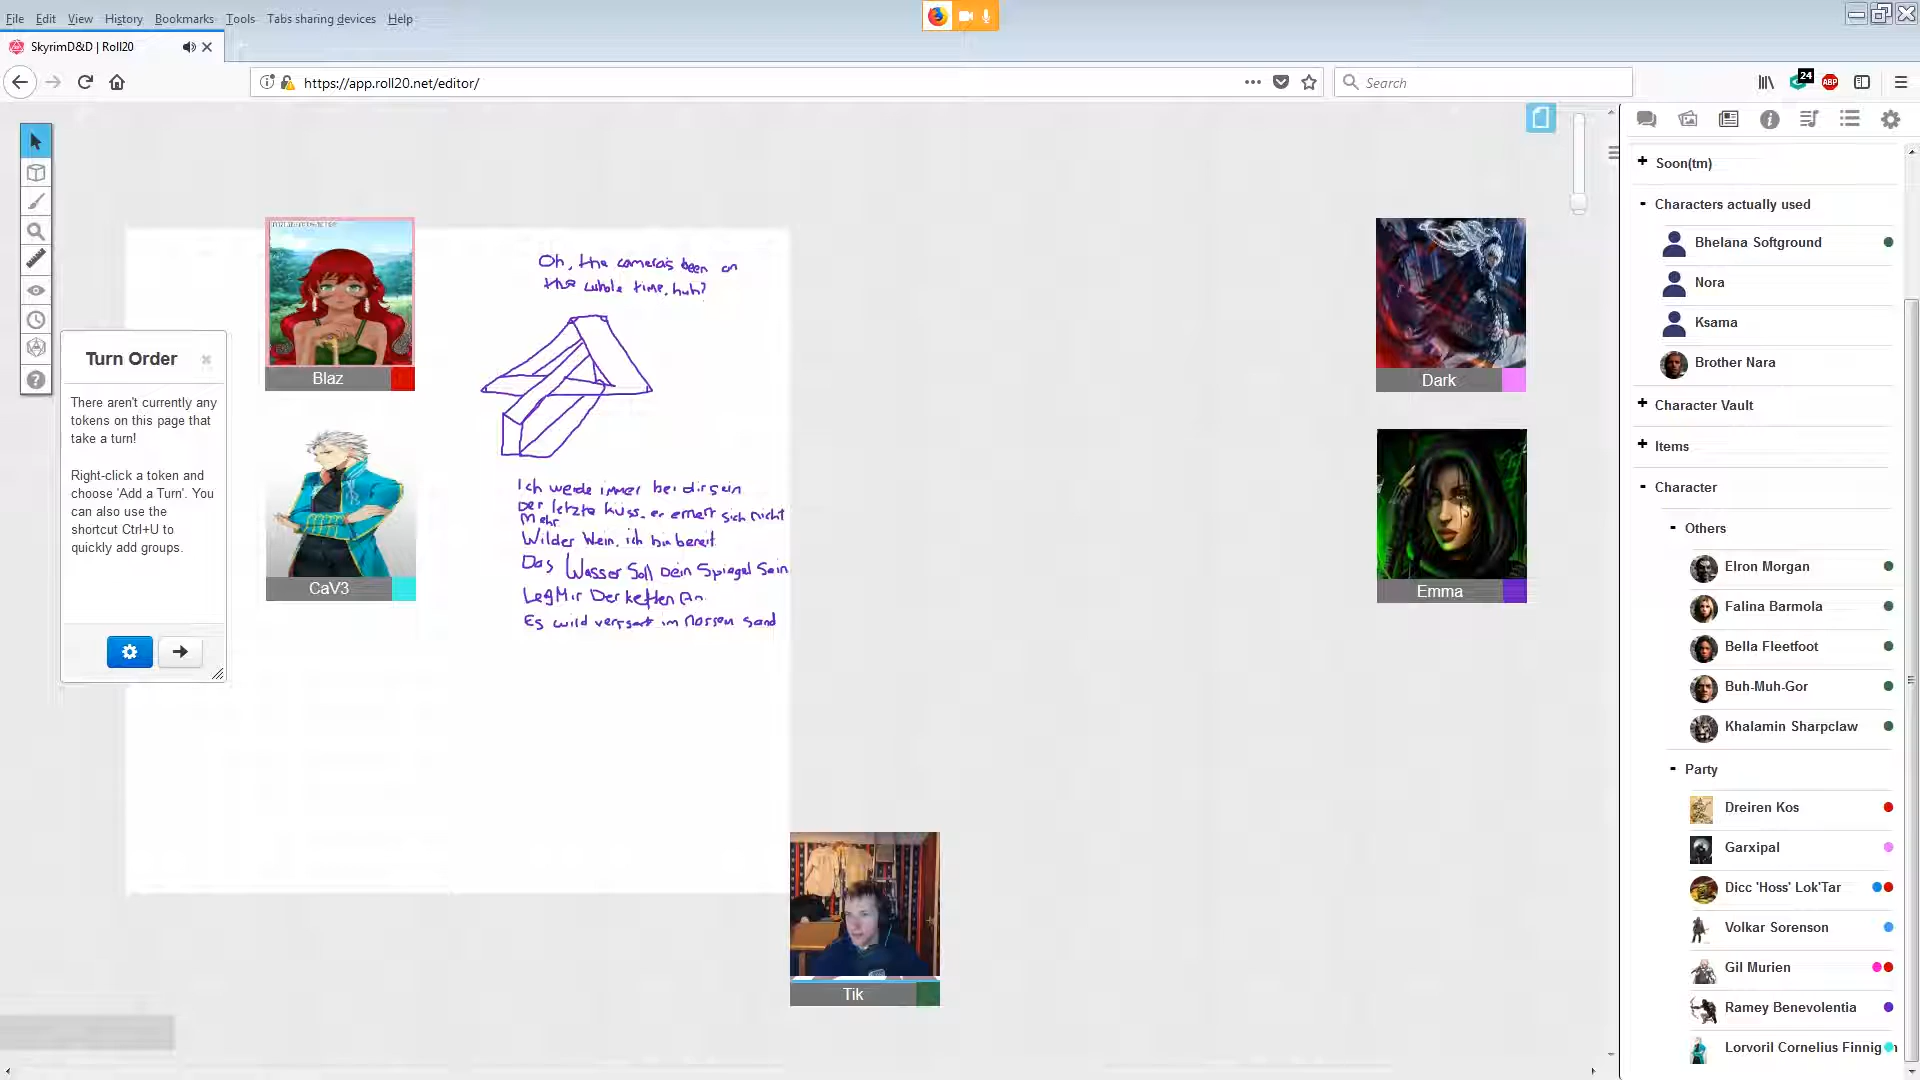 File Edit View History Bookmarks Tools Tabs sharing devices Help
SkyrimD&D | Roll20
https://app.roll20.net/editor/
Search
24
ABP
Turn Order
There aren't currently any
tokens on this page that
take a turn!
Right-click a token and
choose 'Add a Turn'. You
can also use the
shortcut Ctrl+U to
quickly add groups.
Blaz
CaV3
Oh, the camera's been on
the whole time, huh?
Ich werde immer bei dir sein
Der letzte Kuss. er sich nicht
Mehr
Wilder Wein, ich bin bereit
Das Wasser Soll Dein Spiegel Sein
Leg Mir Der ketten An
Es wild im nassen sand
Dark
Emma
Tik
Soon(tm)
Characters actually used
Bhelana Softground
Nora
Ksama
Brother Nara
Character Vault
Items
Character
Others
Elron Morgan
Falina Barmola
Bella Fleetfoot
Buh-Muh-Gor
Khalamin Sharpclaw
Party
Dreiren Kos
Garxipal
Dicc 'Hoss' Lok'Tar
Volkar Sorenson
Gil Murien
Ramey Benevolentia
Lorvoril Cornelius Finnig